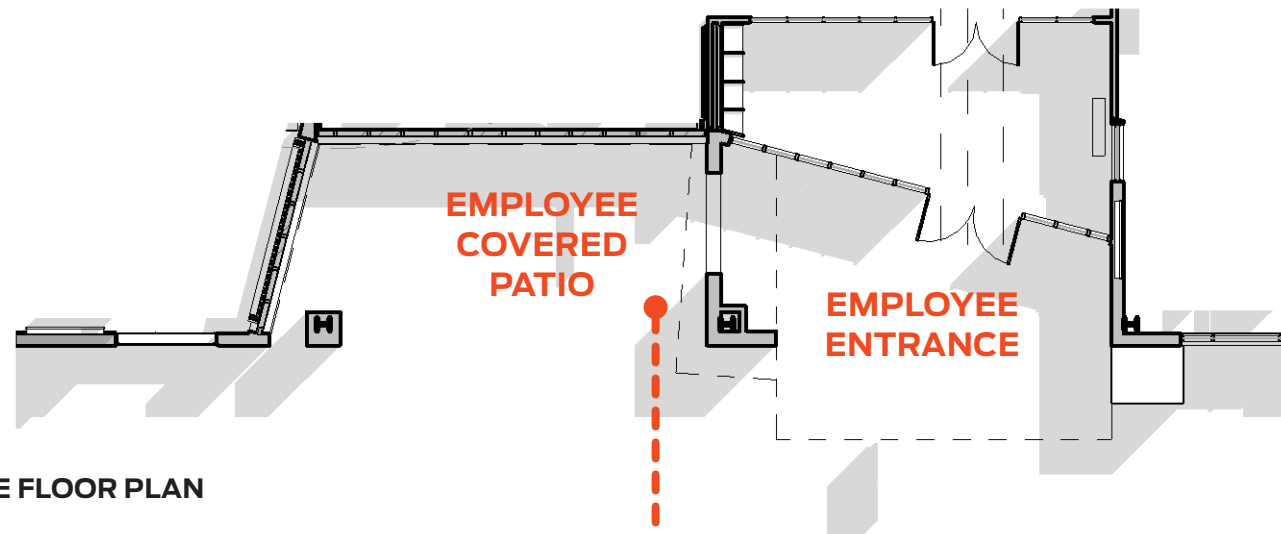 EMPLOYEE
COVERED
PATIO
EMPLOYEE
ENTRANCE
E FLOOR PLAN